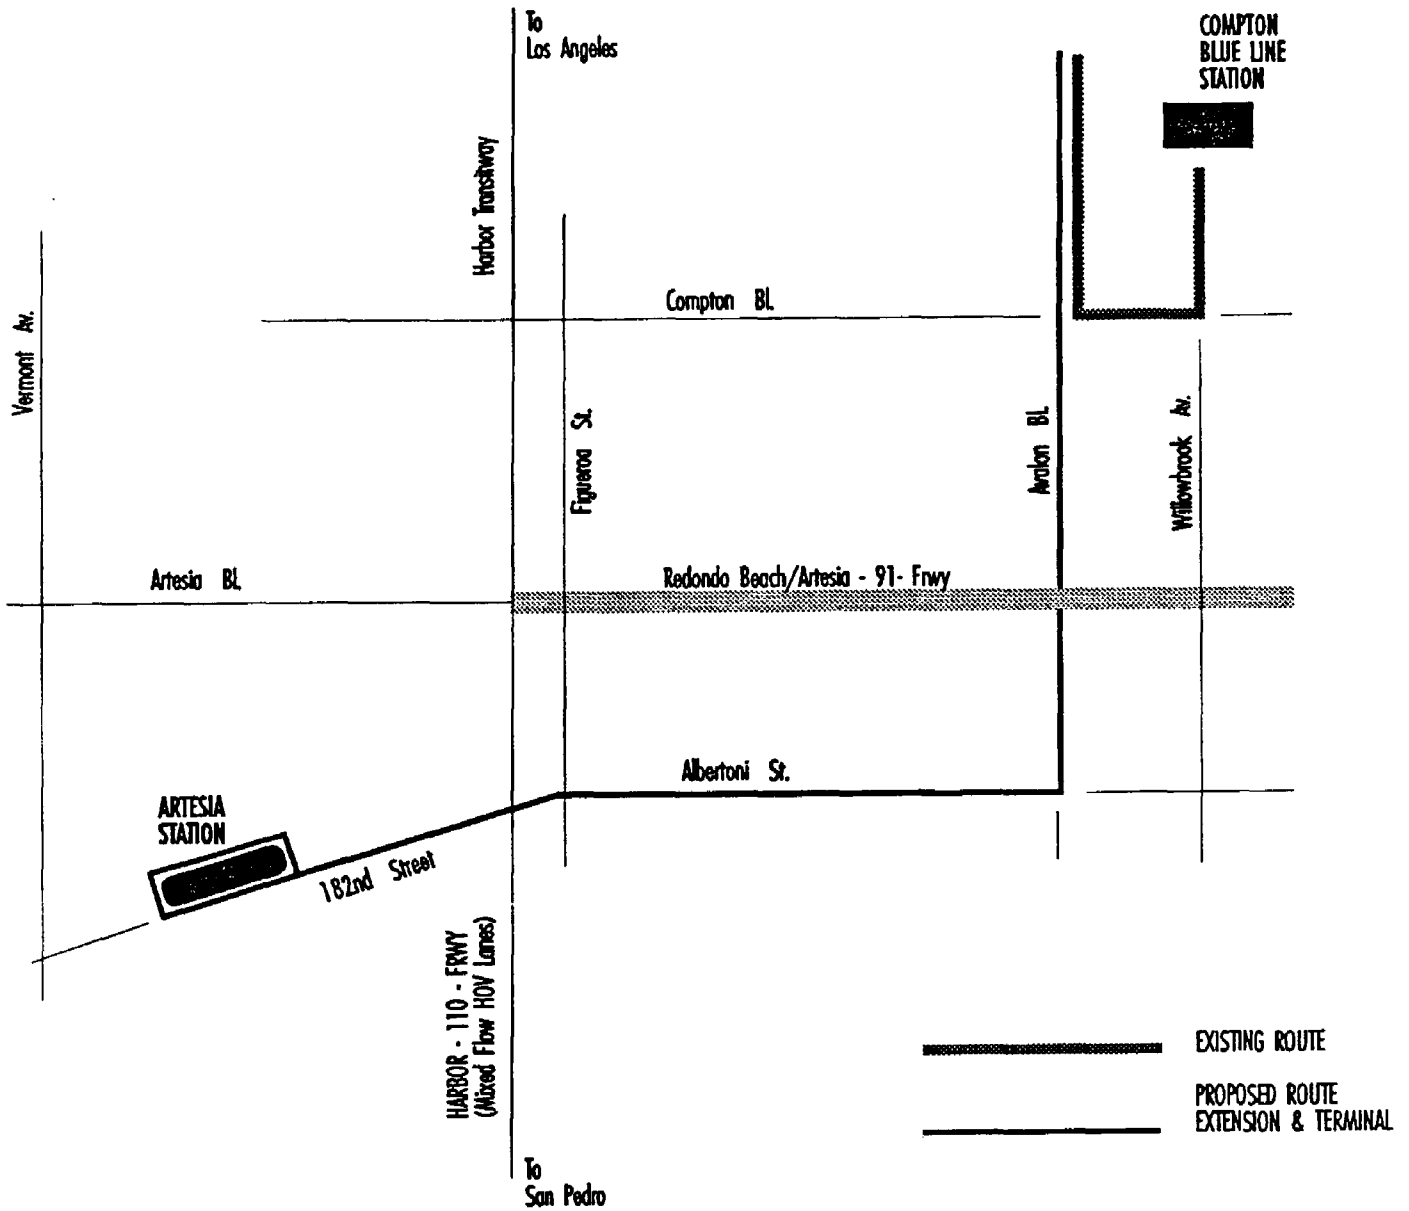 To
Los Angeles
COMPTON
BLUE LINE
STATION
Harbor Transitway
Compton Bl.
Vermont Av.
Figueroa St.
Avalon Bl.
Willowbrook Av.
Artesia Bl.
Redondo Beach/Artesia - 91- Frwy
Albertoni St.
ARTESIA
STATION
182nd Street
HARBOR - 110 - FRWY
(Mixed Flow HOV Lanes)
EXISTING ROUTE
PROPOSED ROUTE
EXTENSION & TERMINAL
To
San Pedro